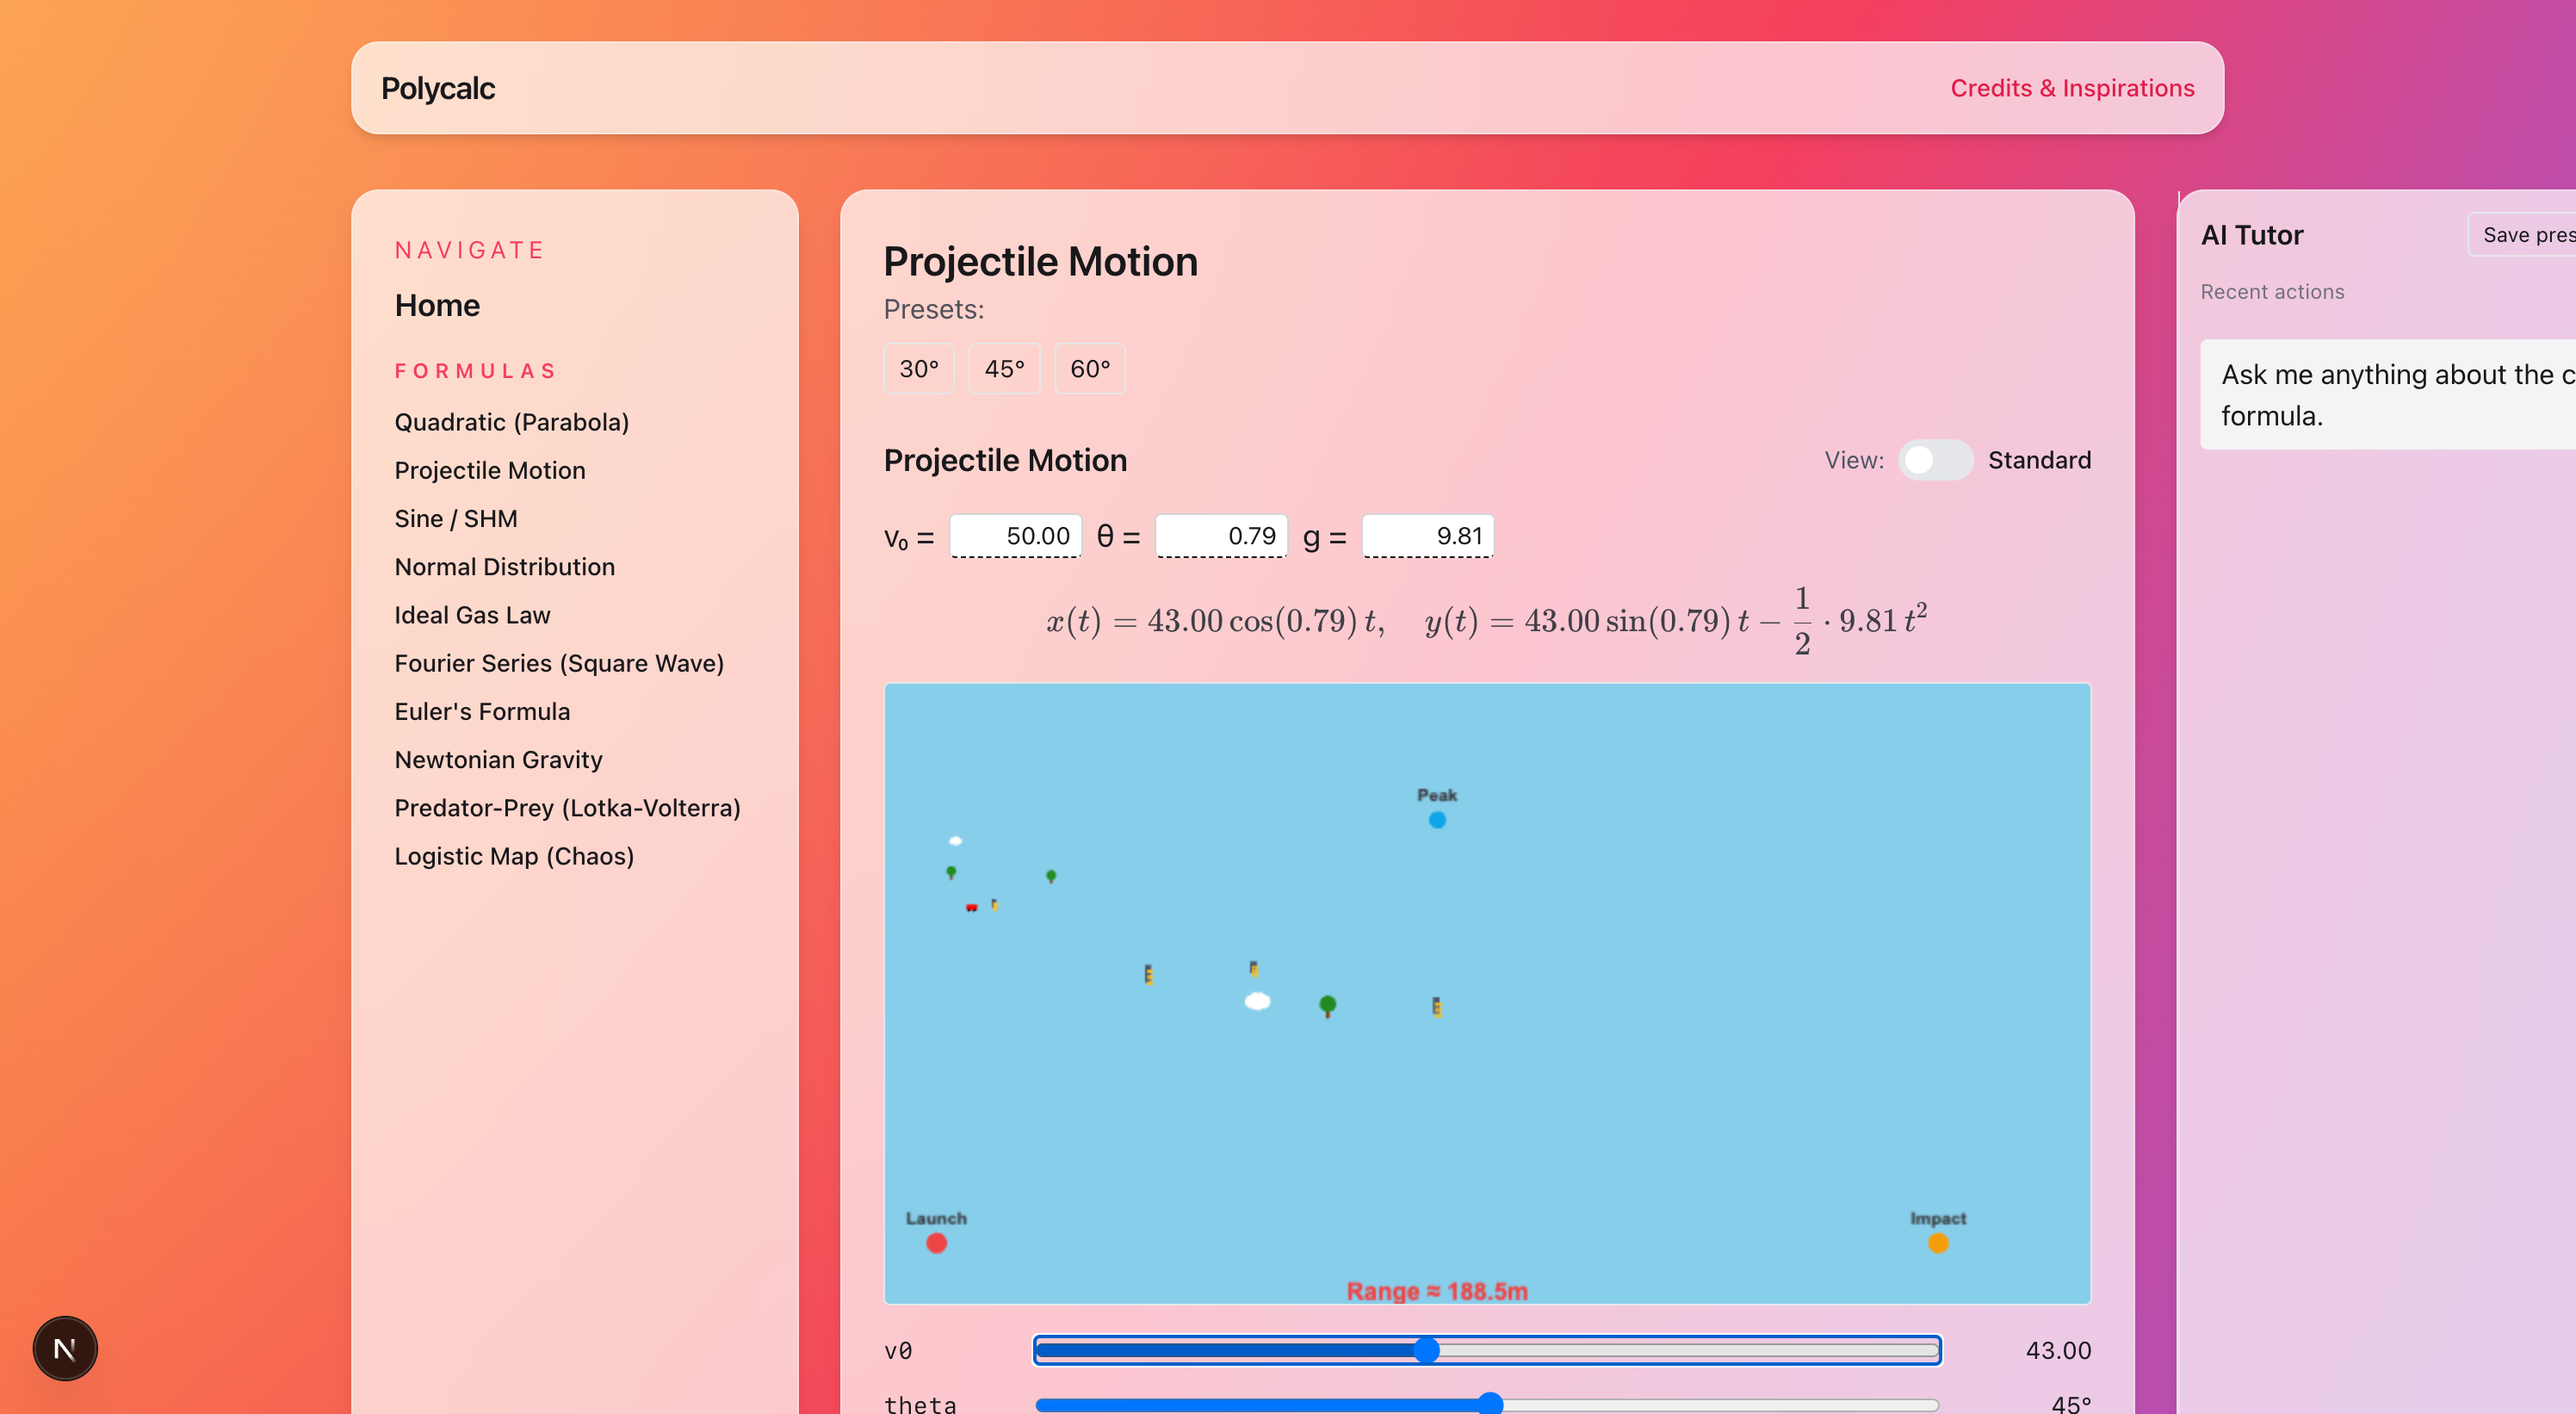 Polycalc
Credits & Inspirations
NAVIGATE
Home
FORMULAS
Quadratic (Parabola)
Projectile Motion
Sine / SHM
Normal Distribution
Ideal Gas Law
Fourier Series (Square Wave)
Euler's Formula
Newtonian Gravity
Predator-Prey (Lotka-Volterra)
Logistic Map (Chaos)
Projectile Motion
Presets:
30° 45° 60°
Projectile Motion
View: Standard
v₀ = 50.00 θ = 0.79 g = 9.81
x(t) = 43.00 cos(0.79) t, y(t) = 43.00 sin(0.79) t − 1/2 · 9.81 t²
Peak
Launch
Impact
Range ≈ 188.5m
v0 43.00
theta 45°
AI Tutor
Save pres
Recent actions
Ask me anything about the c
formula.
N